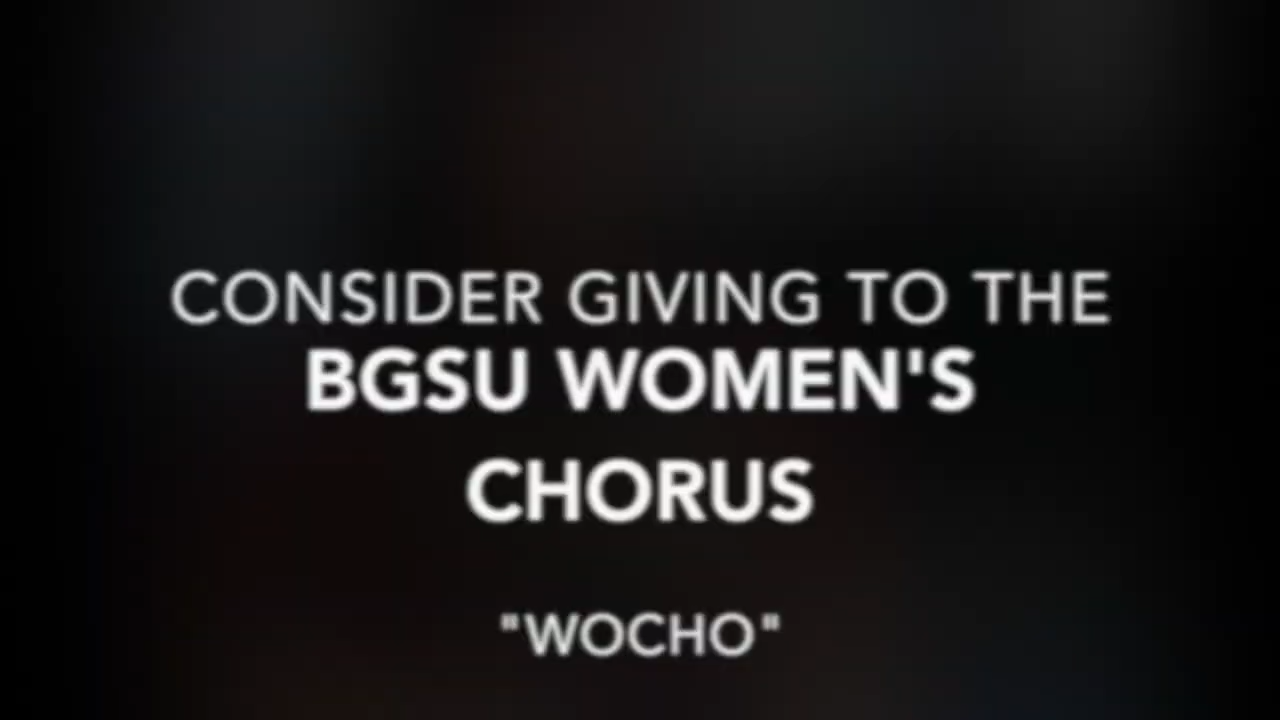 CONSIDER GIVING TO THE
BGSU WOMEN'S
CHORUS
"WOCHO"